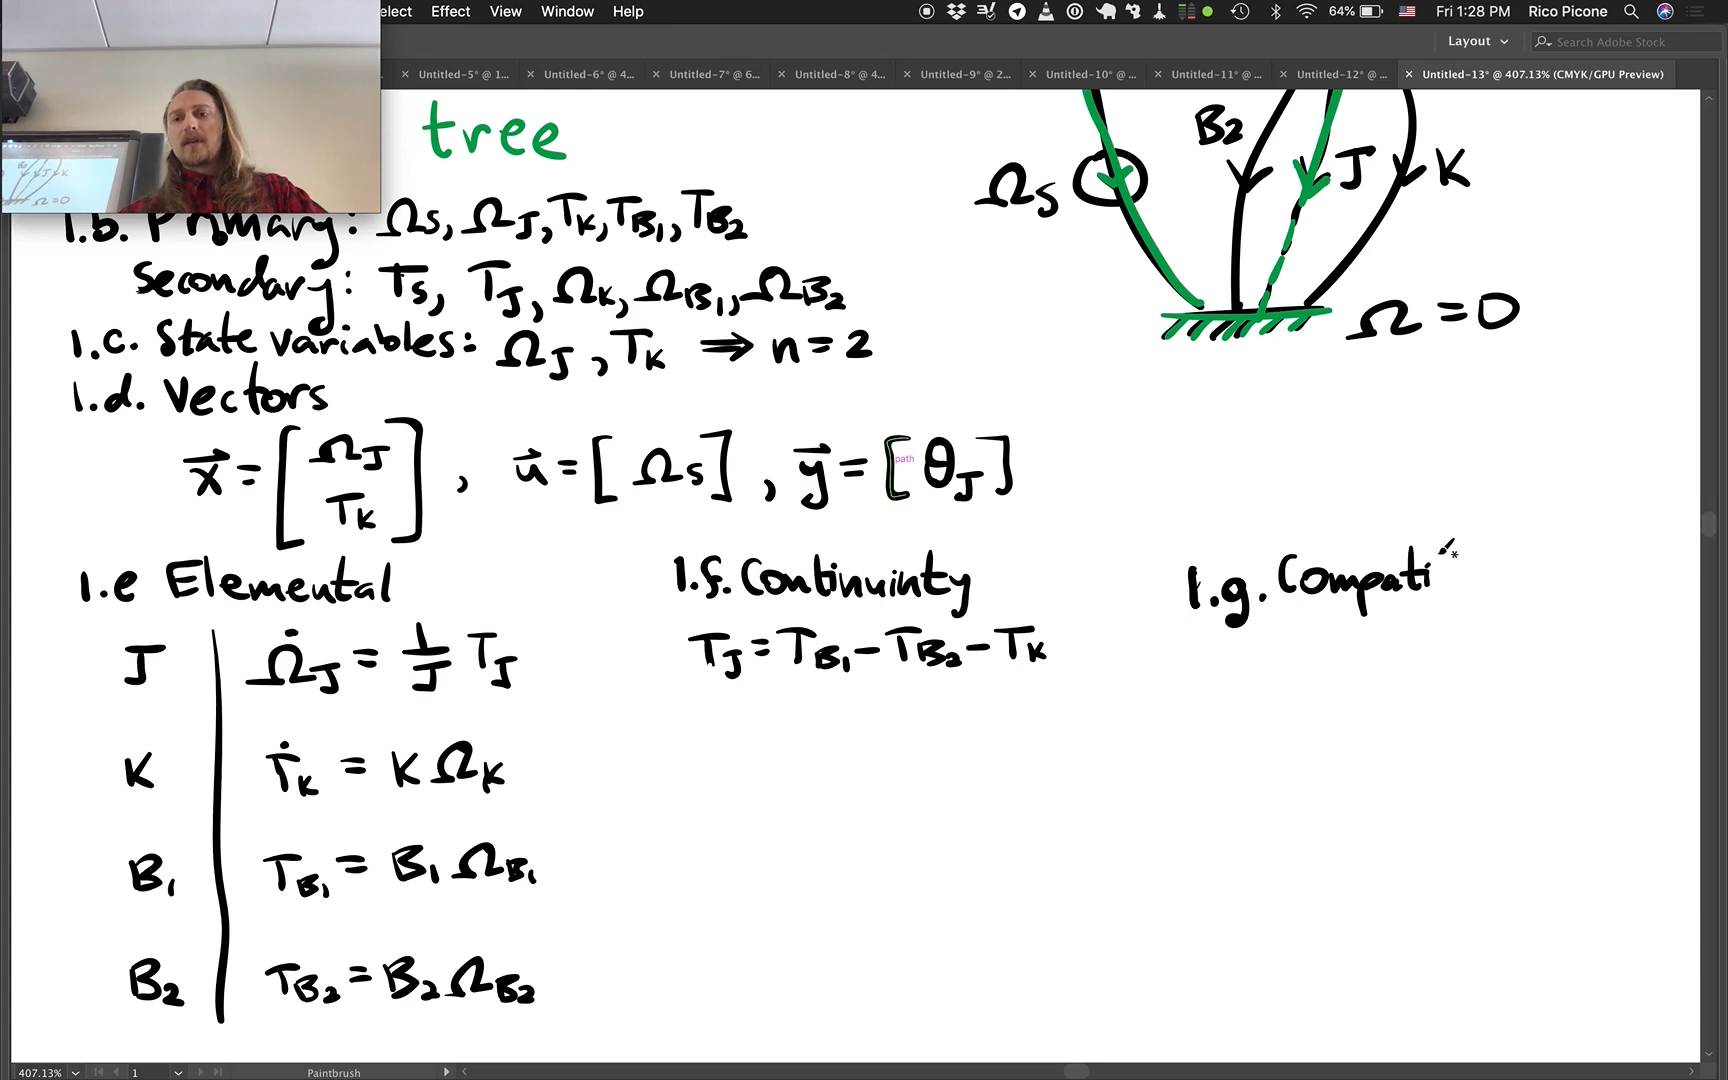 elect Effect View Window Help 64% Fri 1:28 PM Rico Picone
Layout Search Adobe Stock
Untitled-5* @ 1... Untitled-6* @ 4... Untitled-7* @ 6... Untitled-8* @ 4... Untitled-9* @ 2... Untitled-10* @ ... Untitled-11* @ ... Untitled-12* @ ... Untitled-13* @ 407.13% (CMYK/GPU Preview)
tree
B₂
Ωs J K
Ω = 0
1.b. Primary: Ωs, ΩJ, TK, TB₁, TB₂
Secondary: Ts, TJ, ΩK, ΩB₁, ΩB₂
1.c. State variables: ΩJ, TK ⇒ n = 2
1.d. Vectors
x⃗ = [ΩJ TK], u⃗ = [Ωs], y⃗ = [θJ]
path
1.e Elemental
J Ω̇J = 1/J TJ
K ṪK = K ΩK
B₁ TB₁ = B₁ ΩB₁
B₂ TB₂ = B₂ ΩB₂
1.f. Continuinty
TJ = TB₁ - TB₂ - TK
1.g. Compati
407.13% 1 Paintbrush